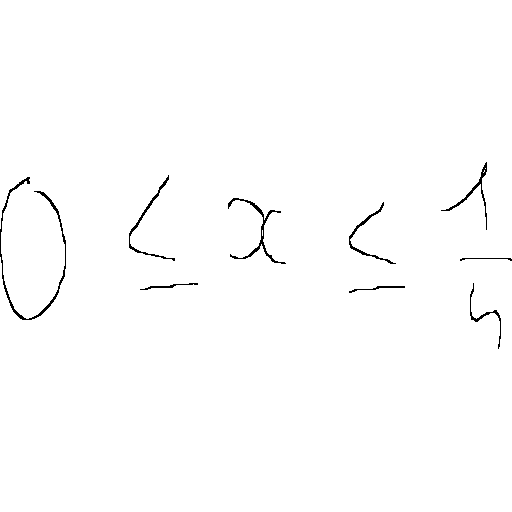 0 ≤ x ≤ 1/4